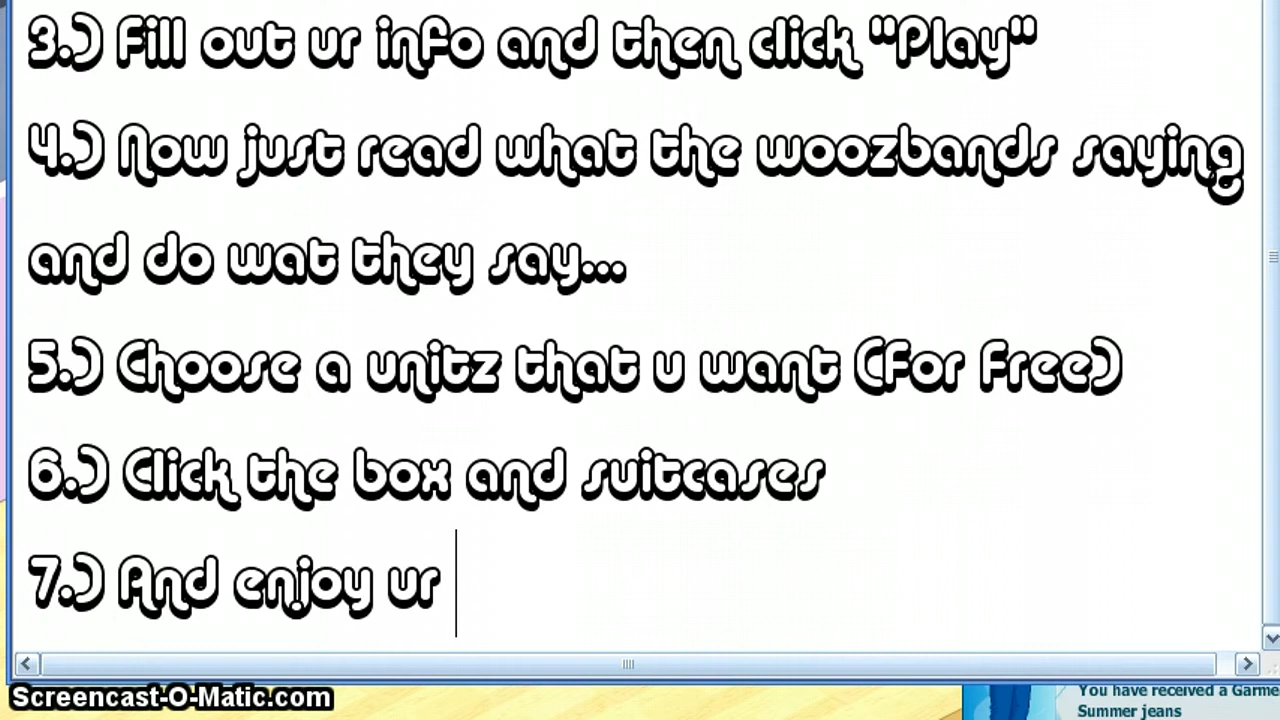 3.) Fill out ur info and then click "Play"
4.) Now just read what the woozbands saying
and do wat they say...
5.) Choose a unitz that u want (For Free)
6.) Click the box and suitcases
7.) And enjoy ur
Screencast-O-Matic.com
You have received a Garme
Summer jeans